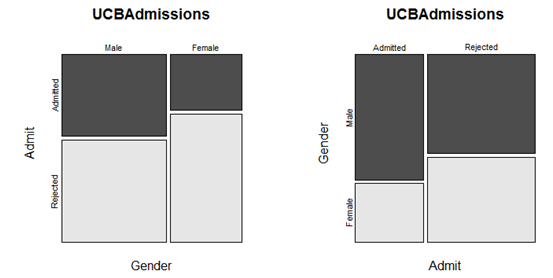 UCBAdmissions
Male Female
Admitted
Rejected
Admit
Gender
UCBAdmissions
Admitted Rejected
Male
Female
Gender
Admit